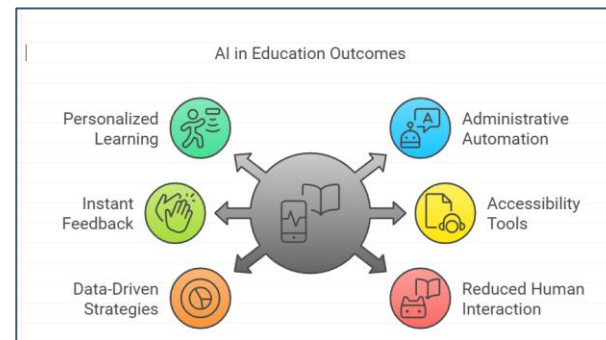 AI in Education Outcomes
Personalized
Learning
Administrative
Automation
A
Instant
Feedback
Accessibility
Tools
Data-Driven
Strategies
Reduced Human
Interaction